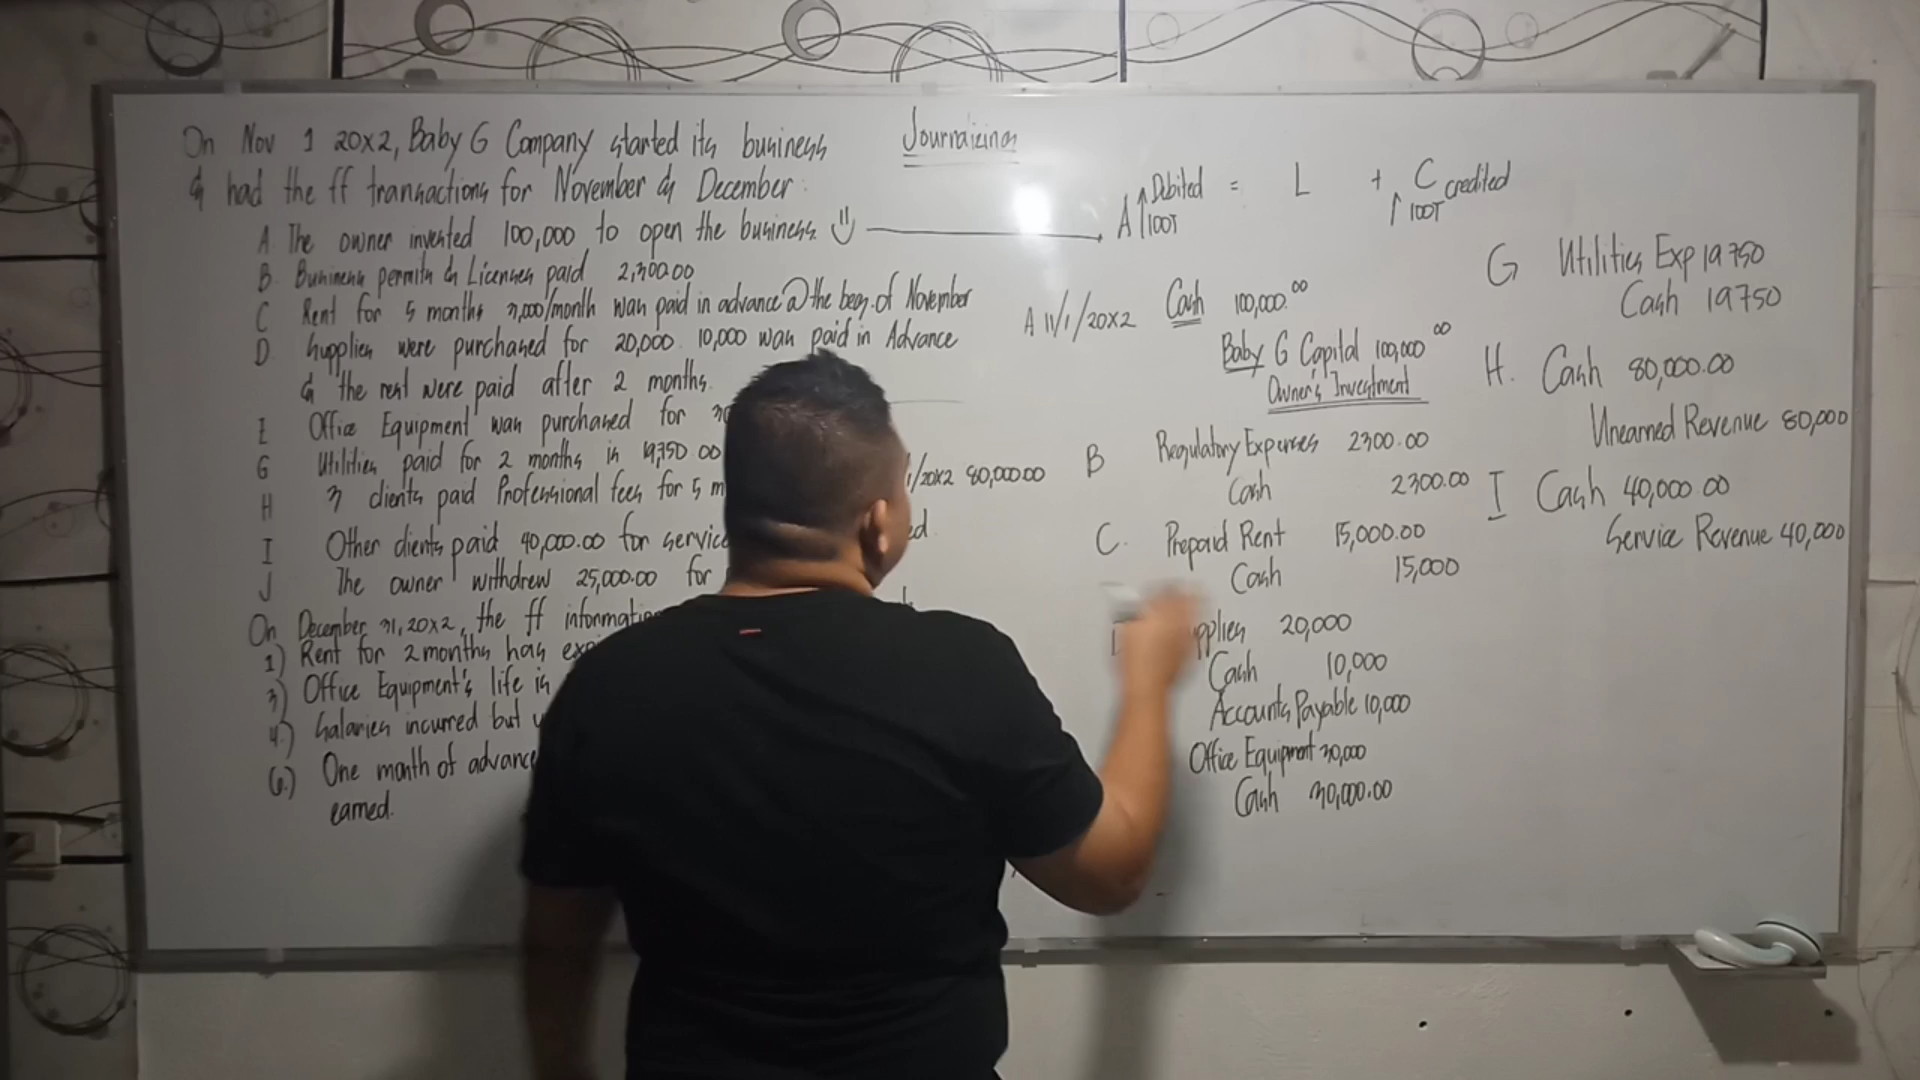 On Nov 1 20x2, Baby G Company started its business
& had the ff transactions for November & December:
A The owner invested 100,000 to open the business.
B. Business permits & Licenses paid 2,300.00
C Rent for 5 months 3,000/month was paid in advance @ the beg. of November
D. Supplies were purchased for 20,000. 10,000 was paid in Advance
& the rest were paid after 2 months.
E Office Equipment was purchased for 30
G Utilities paid for 2 months is 19,750.00
H 3 clients paid Professional fees for 5 m /20x2 80,000.00
I Other clients paid 40,000.00 for service ed.
J The owner withdrew 25,000.00 for
On December 31, 20x2, the ff information
1) Rent for 2 months has exp
3) Office Equipment's life is
4.) Salaries incurred but u
6.) One month of advance
earned.
Journalizing
A ↑ Debited 100T = L + C ↑ credited 100T
A 11/1/20x2 Cash 100,000.00
Baby G Capital 100,000.00
Owner's Investment
B Regulatory Expenses 2300.00
Cash 2300.00
C. Prepaid Rent 15,000.00
Cash 15,000
pplies 20,000
Cash 10,000
Accounts Payable 10,000
Office Equipment 30,000
Cash 30,000.00
G Utilities Exp 19750
Cash 19750
H. Cash 80,000.00
Unearned Revenue 80,000
I Cash 40,000.00
Service Revenue 40,000